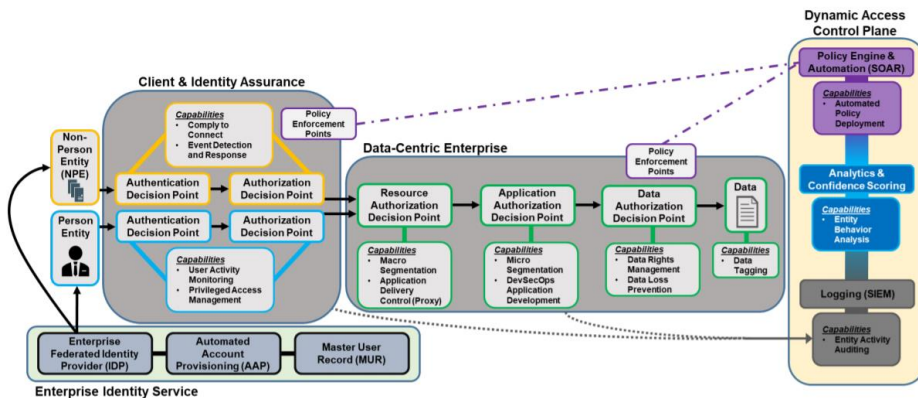 Dynamic Access
Control Plane
Policy Engine &
Automation (SOAR)
Capabilities
• Automated
Policy
Deployment
Analytics &
Confidence Scoring
Capabilities
• Entity
Behavior
Analysis
Logging (SIEM)
Capabilities
• Entity Activity
Auditing
Client & Identity Assurance
Capabilities
• Comply to
Connect
• Event Detection
and Response
Policy
Enforcement
Points
Non-
Person
Entity
(NPE)
Authentication
Decision Point
Authorization
Decision Point
Person
Entity
Authentication
Decision Point
Authorization
Decision Point
Capabilities
• User Activity
Monitoring
• Privileged Access
Management
Data-Centric Enterprise
Policy
Enforcement
Points
Resource
Authorization
Decision Point
Application
Authorization
Decision Point
Data
Authorization
Decision Point
Data
Capabilities
• Macro
Segmentation
• Application
Delivery
Control (Proxy)
Capabilities
• Micro
Segmentation
• DevSecOps
Application
Development
Capabilities
• Data Rights
Management
• Data Loss
Prevention
Capabilities
• Data
Tagging
Enterprise
Federated Identity
Provider (IDP)
Automated
Account
Provisioning (AAP)
Master User
Record (MUR)
Enterprise Identity Service